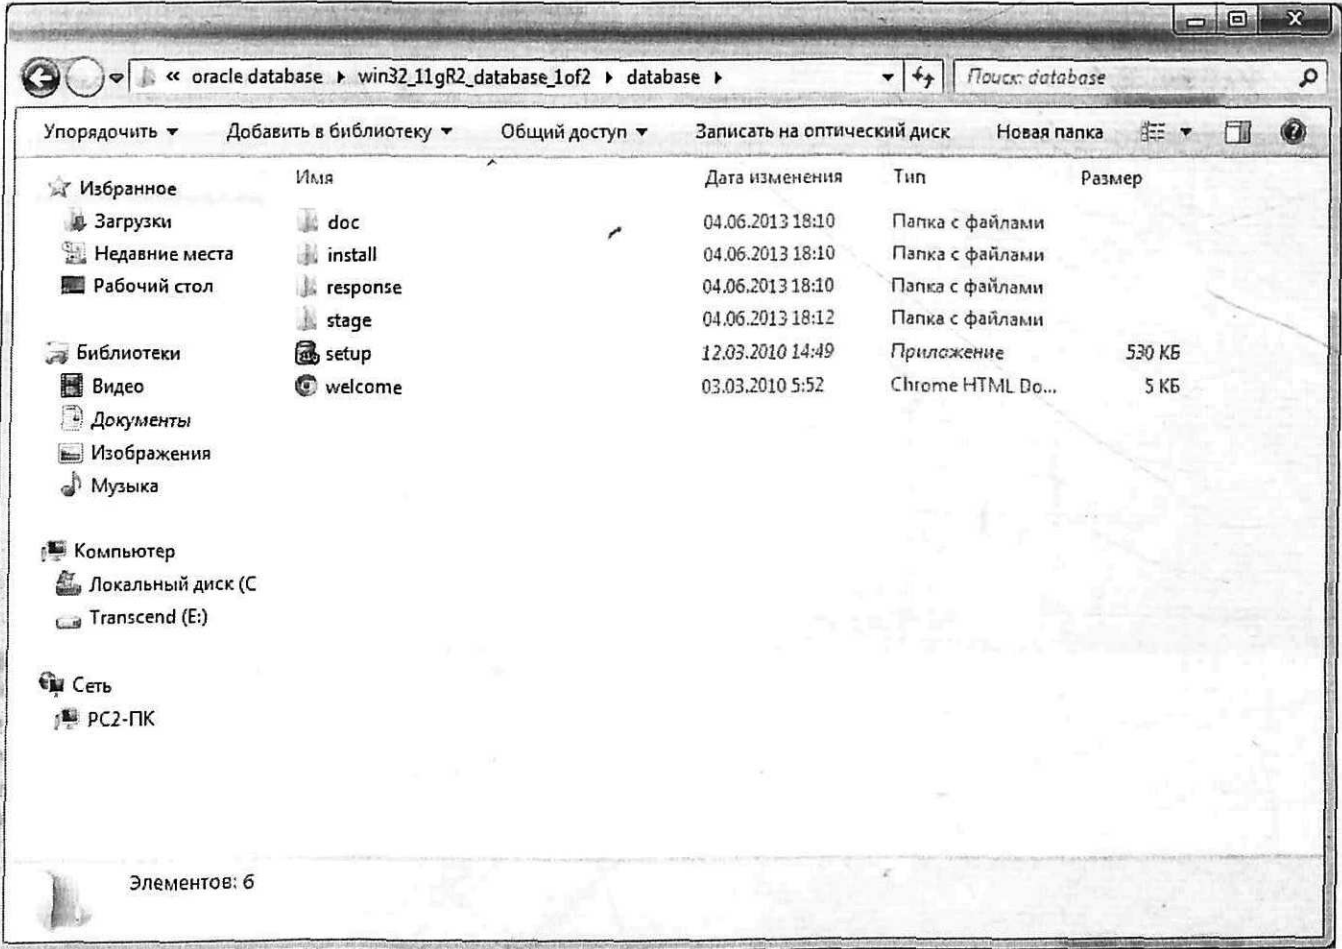 « oracle database ▸ win32_11gR2_database_1of2 ▸ database ▸ Поиск: database
Упорядочить Добавить в библиотеку Общий доступ Записать на оптический диск Новая папка
Избранное
Загрузки
Недавние места
Рабочий стол
Библиотеки
Видео
Документы
Изображения
Музыка
Компьютер
Локальный диск (C
Transcend (E:)
Сеть
PC2-ПК
Имя Дата изменения Тип Размер
doc 04.06.2013 18:10 Папка с файлами
install 04.06.2013 18:10 Папка с файлами
response 04.06.2013 18:10 Папка с файлами
stage 04.06.2013 18:12 Папка с файлами
setup 12.03.2010 14:49 Приложение 530 КБ
welcome 03.03.2010 5:52 Chrome HTML Do... 5 КБ
Элементов: 6